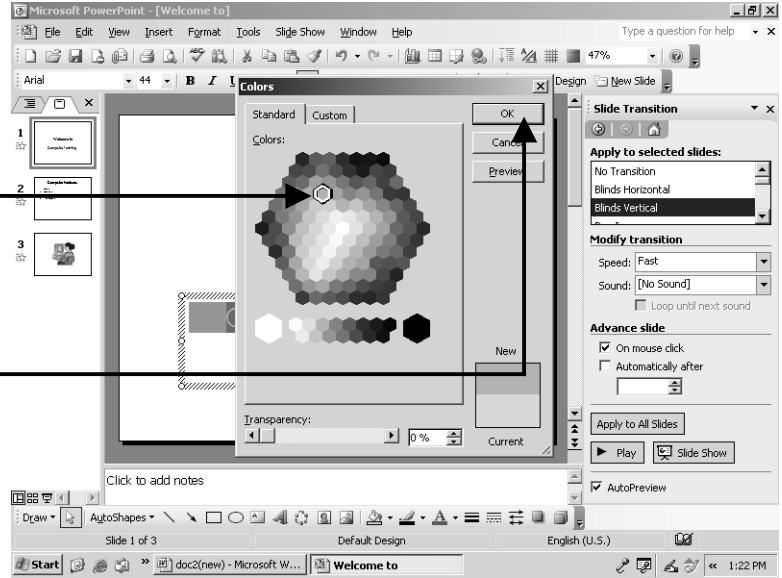 Microsoft PowerPoint - [Welcome to]
File Edit View Insert Format Tools Slide Show Window Help
Type a question for help
47%
Arial 44 B I U
Design New Slide
Colors
Standard Custom
Colors:
OK
Cancel
Preview
New
Current
Transparency:
0 %
1
2
3
Slide Transition
Apply to selected slides:
No Transition
Blinds Horizontal
Blinds Vertical
Modify transition
Speed: Fast
Sound: [No Sound]
Loop until next sound
Advance slide
On mouse click
Automatically after
Apply to All Slides
Play Slide Show
AutoPreview
Click to add notes
Draw AutoShapes
Slide 1 of 3 Default Design English (U.S.)
Start doc2(new) - Microsoft W... Welcome to 1:22 PM